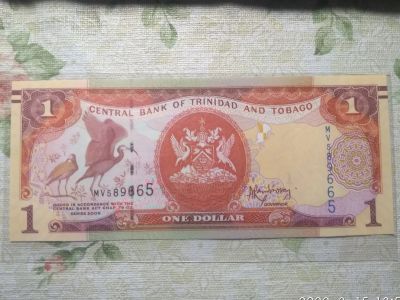 1
1
CENTRAL BANK OF TRINIDAD AND TOBAGO
MV589665
MV589665
ISSUED IN ACCORDANCE WITH THE
CENTRAL BANK ACT CHAP. 79:02
SERIES 2006
GOVERNOR
1
ONE DOLLAR
1